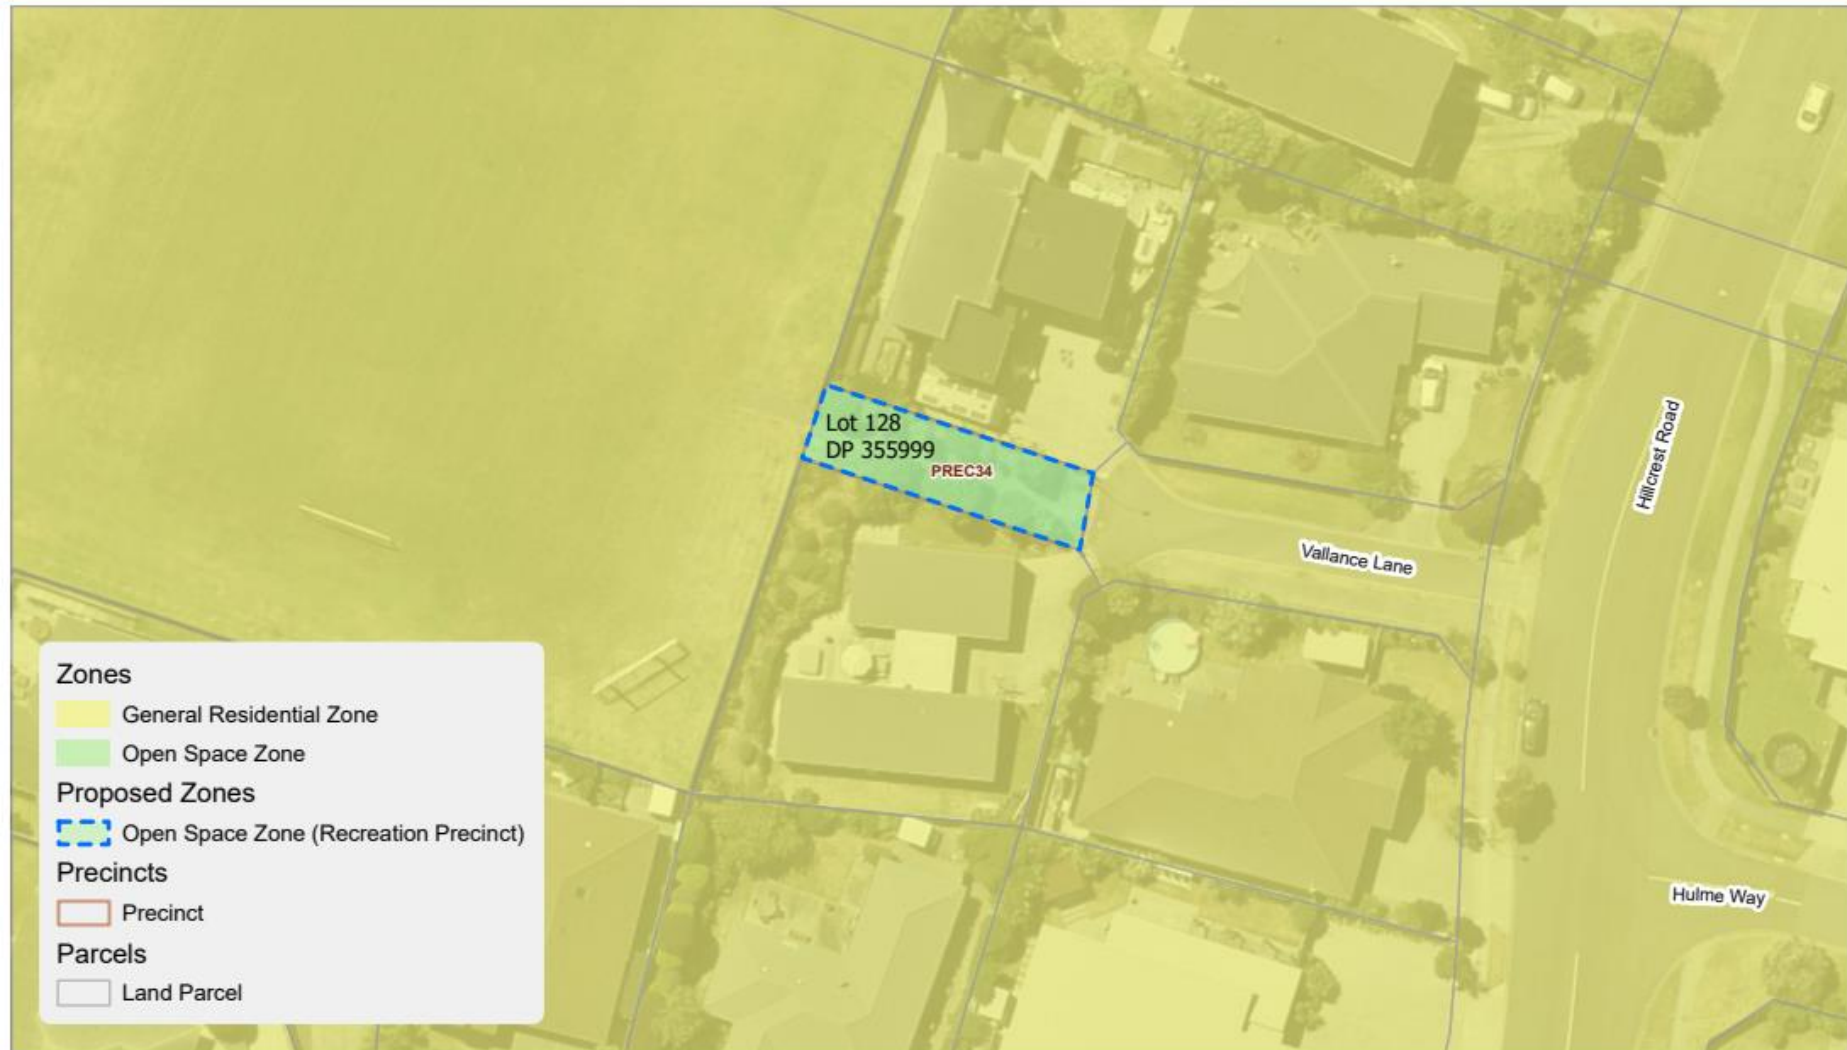 Lot 128
DP 355999
PREC34
Hillcrest Road
Vallance Lane
Hulme Way
Zones
General Residential Zone
Open Space Zone
Proposed Zones
Open Space Zone (Recreation Precinct)
Precincts
Precinct
Parcels
Land Parcel